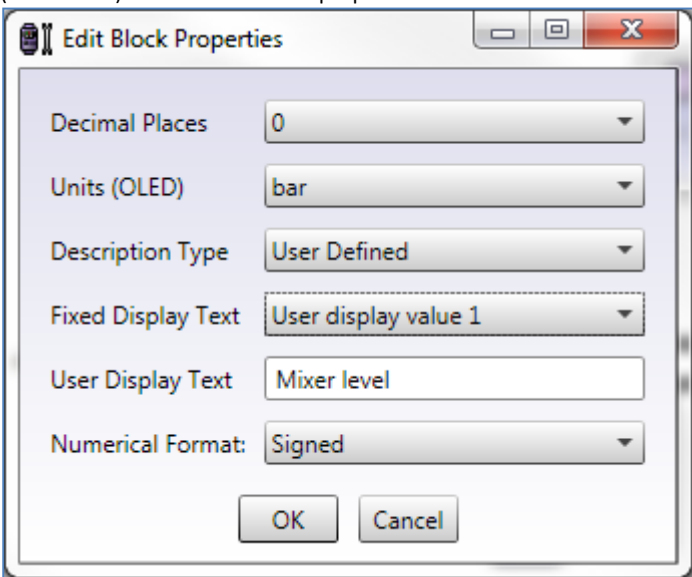 Edit Block Properties
Decimal Places 0
Units (OLED) bar
Description Type User Defined
Fixed Display Text User display value 1
User Display Text Mixer level
Numerical Format: Signed
OK Cancel